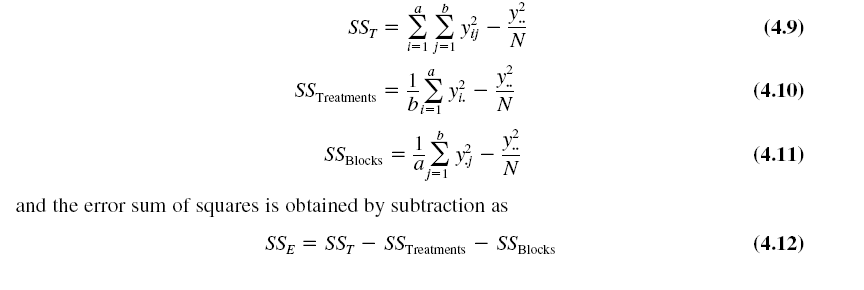 SS_T = \sum_{i=1}^{a} \sum_{j=1}^{b} y_{ij}^2 - \frac{y_{..}^2}{N} (4.9)
SS_{Treatments} = \frac{1}{b} \sum_{i=1}^{a} y_{i.}^2 - \frac{y_{..}^2}{N} (4.10)
SS_{Blocks} = \frac{1}{a} \sum_{j=1}^{b} y_{.j}^2 - \frac{y_{..}^2}{N} (4.11)
and the error sum of squares is obtained by subtraction as
SS_E = SS_T - SS_{Treatments} - SS_{Blocks} (4.12)